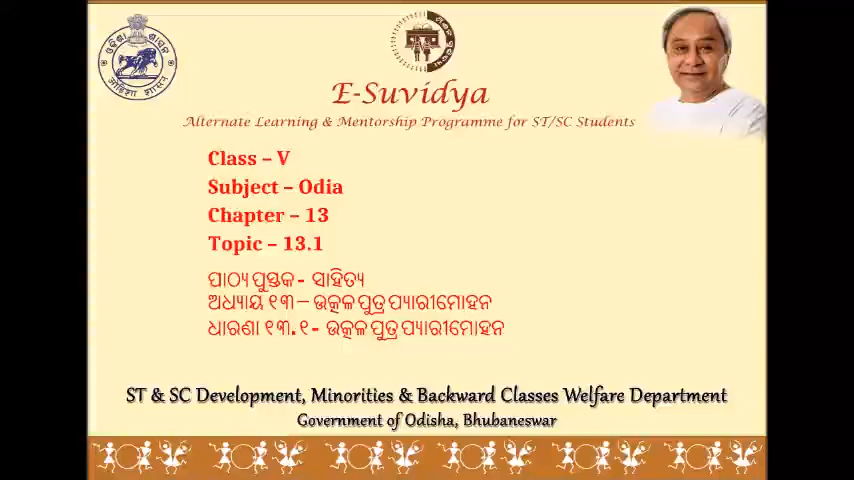 E-Suvidya
Alternate Learning & Mentorship Programme for ST/SC Students
Class – V
Subject – Odia
Chapter – 13
Topic – 13.1
ପାଠ୍ୟପୁସ୍ତକ - ସାହିତ୍ୟ
ଅଧ୍ୟାୟ ୧୩ – ଉତ୍କଳ ପୁତ୍ର ପ୍ୟାରୀମୋହନ
ଧାରଣା ୧୩.୧ - ଉତ୍କଳ ପୁତ୍ର ପ୍ୟାରୀମୋହନ
ST & SC Development, Minorities & Backward Classes Welfare Department
Government of Odisha, Bhubaneswar